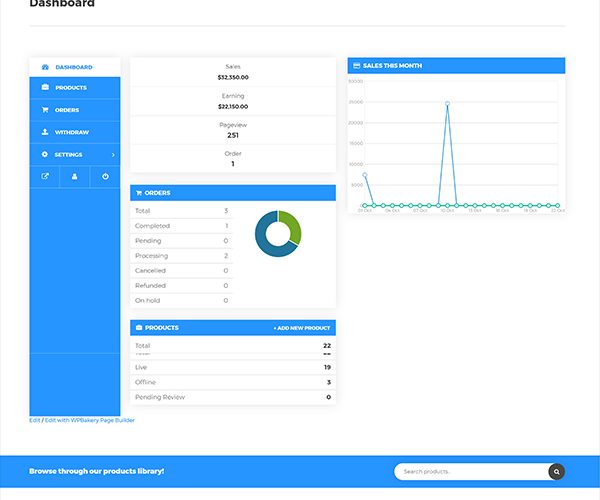 Dashboard
DASHBOARD
PRODUCTS
ORDERS
WITHDRAW
SETTINGS
Sales
$32,350.00
Earning
$22,150.00
Pageview
251
Order
1
ORDERS
Total 3
Completed 1
Pending 0
Processing 2
Cancelled 0
Refunded 0
On hold 0
PRODUCTS + ADD NEW PRODUCT
Total 22
Live 19
Offline 3
Pending Review 0
SALES THIS MONTH
30000
25000
20000
15000
10000
5000
0
01 Oct 04 Oct 07 Oct 10 Oct 13 Oct 16 Oct 19 Oct 22 Oct
Edit / Edit with WPBakery Page Builder
Browse through our products library!
Search products...